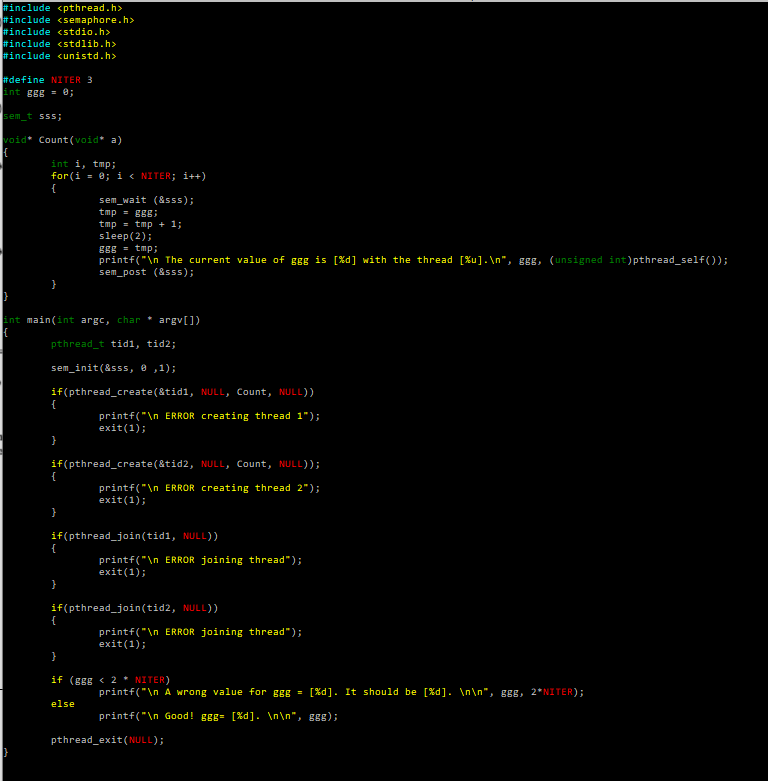 #include <pthread.h>
#include <semaphore.h>
#include <stdio.h>
#include <stdlib.h>
#include <unistd.h>

#define NITER 3
int ggg = 0;

sem_t sss;

void* Count(void* a)
{
        int i, tmp;
        for(i = 0; i < NITER; i++)
        {
                sem_wait (&sss);
                tmp = ggg;
                tmp = tmp + 1;
                sleep(2);
                ggg = tmp;
                printf("\n The current value of ggg is [%d] with the thread [%u].\n", ggg, (unsigned int)pthread_self());
                sem_post (&sss);
        }
}

int main(int argc, char * argv[])
{
        pthread_t tid1, tid2;

        sem_init(&sss, 0 ,1);

        if(pthread_create(&tid1, NULL, Count, NULL))
        {
                printf("\n ERROR creating thread 1");
                exit(1);
        }

        if(pthread_create(&tid2, NULL, Count, NULL));
        {
                printf("\n ERROR creating thread 2");
                exit(1);
        }

        if(pthread_join(tid1, NULL))
        {
                printf("\n ERROR joining thread");
                exit(1);
        }

        if(pthread_join(tid2, NULL))
        {
                printf("\n ERROR joining thread");
                exit(1);
        }

        if (ggg < 2 * NITER)
                printf("\n A wrong value for ggg = [%d]. It should be [%d]. \n\n", ggg, 2*NITER);
        else
                printf("\n Good! ggg= [%d]. \n\n", ggg);

        pthread_exit(NULL);
}